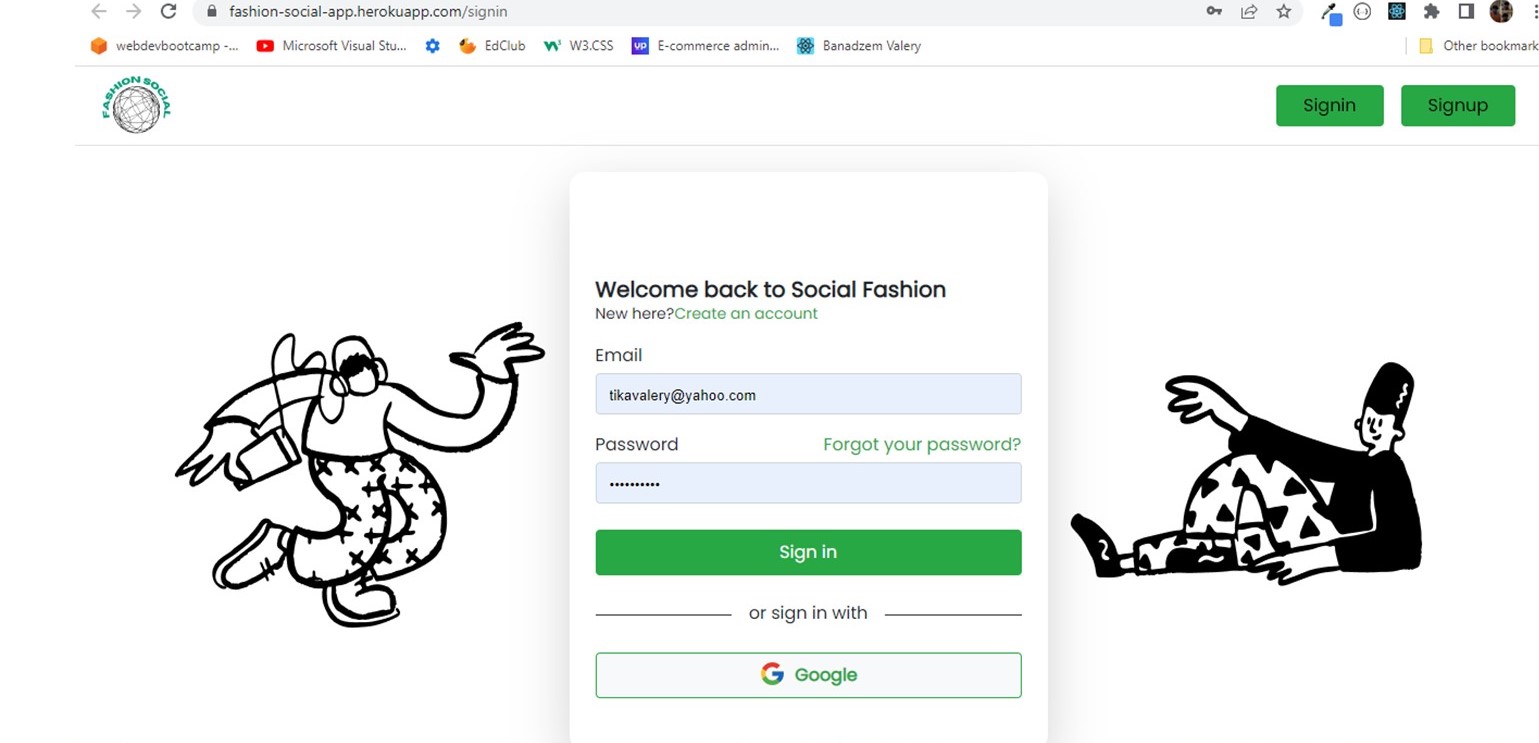 fashion-social-app.herokuapp.com/signin
webdevbootcamp -... Microsoft Visual Stu... EdClub W3.CSS up E-commerce admin... Banadzem Valery Other bookmark
FASHION SOCIAL
Signin Signup
Welcome back to Social Fashion
New here?Create an account
Email
tikavalery@yahoo.com
Password Forgot your password?
Sign in
or sign in with
Google